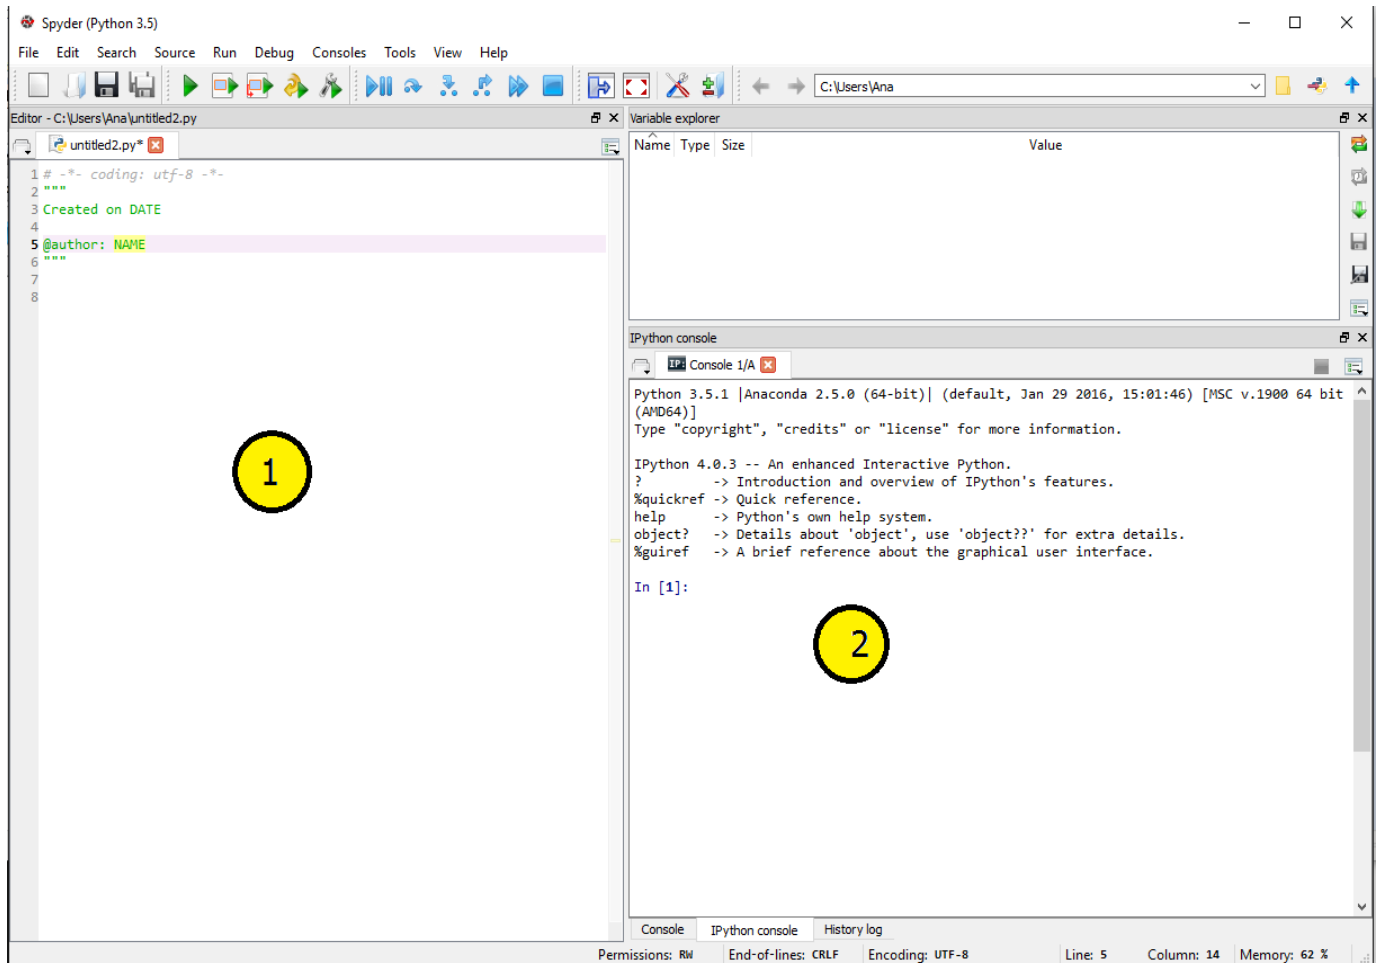 Spyder (Python 3.5)
File Edit Search Source Run Debug Consoles Tools View Help
C:\Users\Ana
Editor - C:\Users\Ana\untitled2.py
untitled2.py*
1 # -*- coding: utf-8 -*-
2 """
3 Created on DATE
4
5 @author: NAME
6 """
7
8
1
Variable explorer
Name Type Size Value
IPython console
IP: Console 1/A
Python 3.5.1 |Anaconda 2.5.0 (64-bit)| (default, Jan 29 2016, 15:01:46) [MSC v.1900 64 bit
(AMD64)]
Type "copyright", "credits" or "license" for more information.
IPython 4.0.3 -- An enhanced Interactive Python.
? -> Introduction and overview of IPython's features.
%quickref -> Quick reference.
help -> Python's own help system.
object? -> Details about 'object', use 'object??' for extra details.
%guiref -> A brief reference about the graphical user interface.
In [1]:
2
Console IPython console History log
Permissions: RW End-of-lines: CRLF Encoding: UTF-8 Line: 5 Column: 14 Memory: 62 %